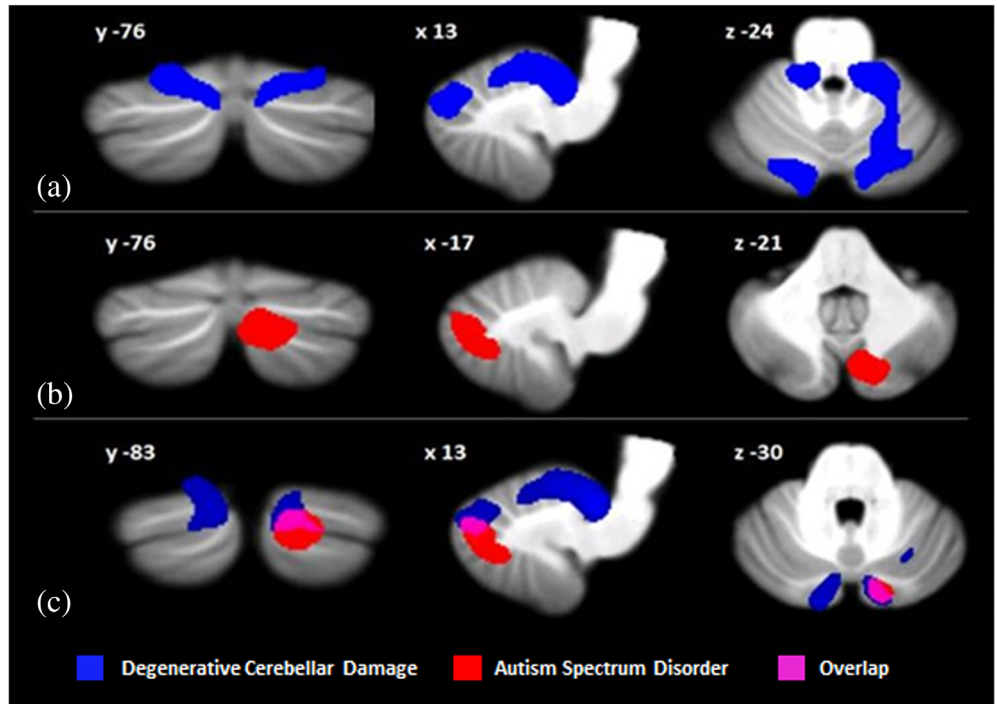 y -76 x 13 z -24
(a)
y -76 x -17 z -21
(b)
y -83 x 13 z -30
(c)
Degenerative Cerebellar Damage Autism Spectrum Disorder Overlap